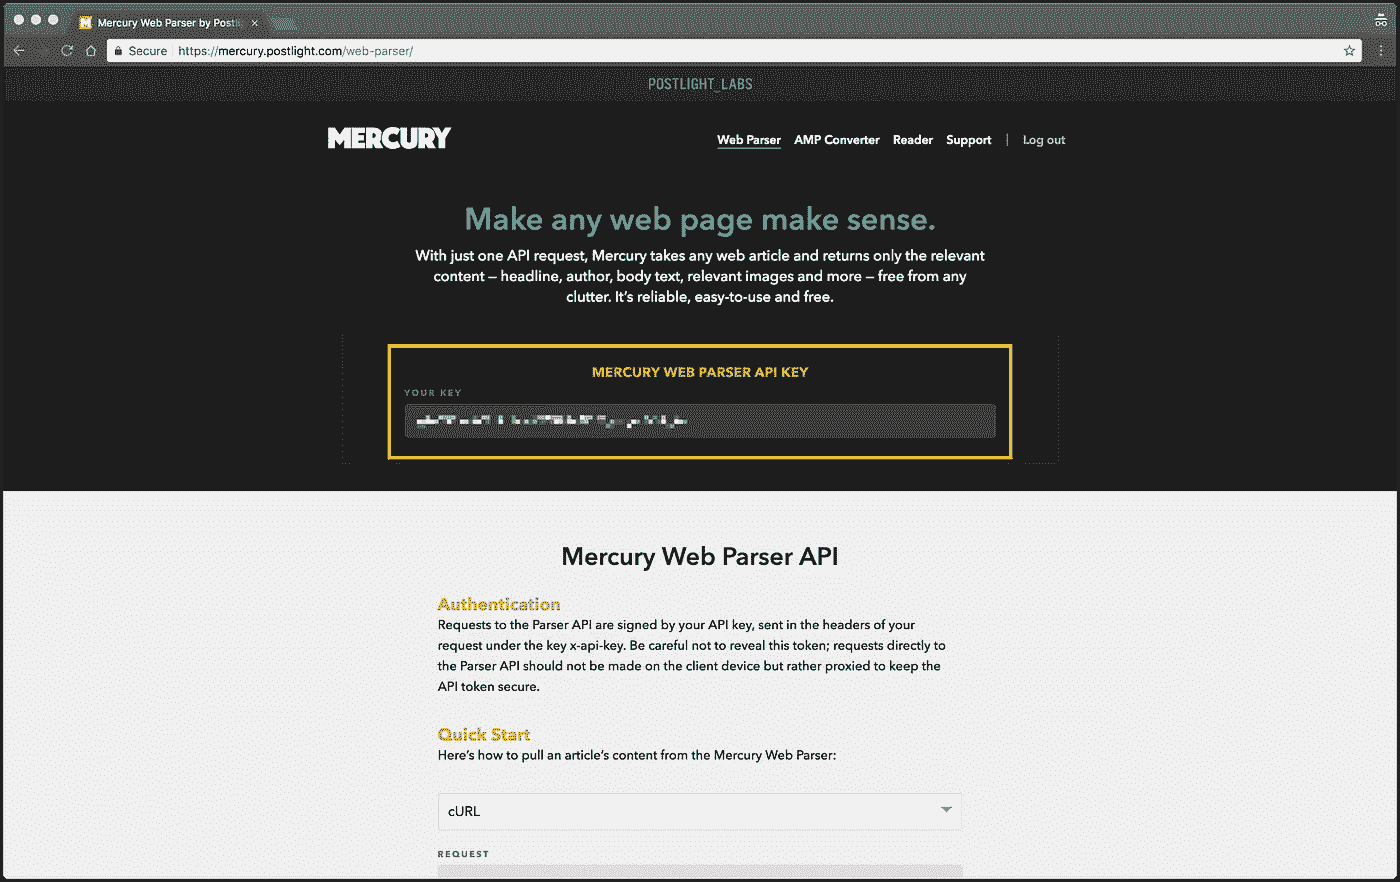 Mercury Web Parser by Postli
Secure https://mercury.postlight.com/web-parser/
POSTLIGHT_LABS
MERCURY
Web Parser AMP Converter Reader Support | Log out
Make any web page make sense.
With just one API request, Mercury takes any web article and returns only the relevant
content – headline, author, body text, relevant images and more – free from any
clutter. It's reliable, easy-to-use and free.
MERCURY WEB PARSER API KEY
YOUR KEY
Mercury Web Parser API
Authentication
Requests to the Parser API are signed by your API key, sent in the headers of your
request under the key x-api-key. Be careful not to reveal this token; requests directly to
the Parser API should not be made on the client device but rather proxied to keep the
API token secure.
Quick Start
Here's how to pull an article's content from the Mercury Web Parser:
cURL
REQUEST